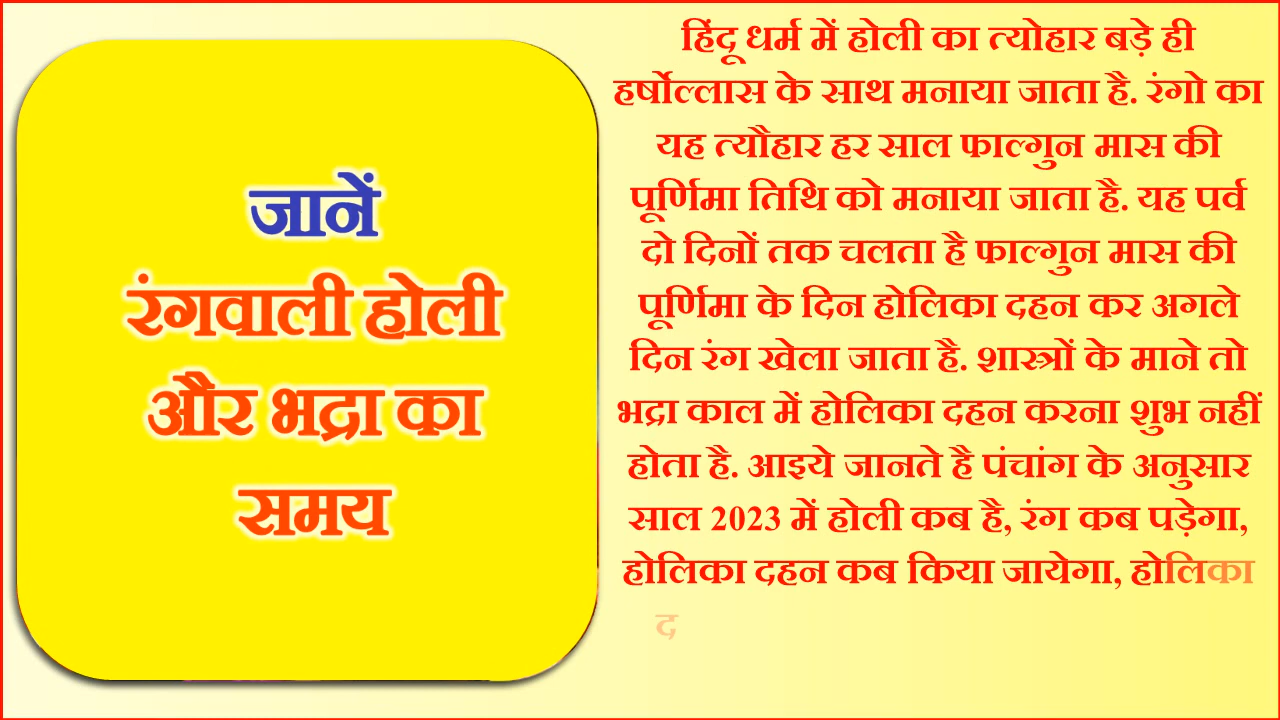 जानें
रंगवाली होली
और भद्रा का
समय
हिंदू धर्म में होली का त्योहार बड़े ही
हर्षोल्लास के साथ मनाया जाता है. रंगो का
यह त्यौहार हर साल फाल्गुन मास की
पूर्णिमा तिथि को मनाया जाता है. यह पर्व
दो दिनों तक चलता है फाल्गुन मास की
पूर्णिमा के दिन होलिका दहन कर अगले
दिन रंग खेला जाता है. शास्त्रों के माने तो
भद्रा काल में होलिका दहन करना शुभ नहीं
होता है. आइये जानते है पंचांग के अनुसार
साल 2023 में होली कब है, रंग कब पड़ेगा,
होलिका दहन कब किया जायेगा, होलिका
द